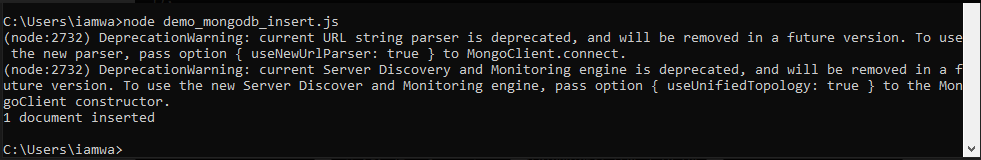 C:\Users\iamwa>node demo_mongodb_insert.js
(node:2732) DeprecationWarning: current URL string parser is deprecated, and will be removed in a future version. To use
 the new parser, pass option { useNewUrlParser: true } to MongoClient.connect.
(node:2732) DeprecationWarning: current Server Discovery and Monitoring engine is deprecated, and will be removed in a f
uture version. To use the new Server Discover and Monitoring engine, pass option { useUnifiedTopology: true } to the Mon
goClient constructor.
1 document inserted
C:\Users\iamwa>